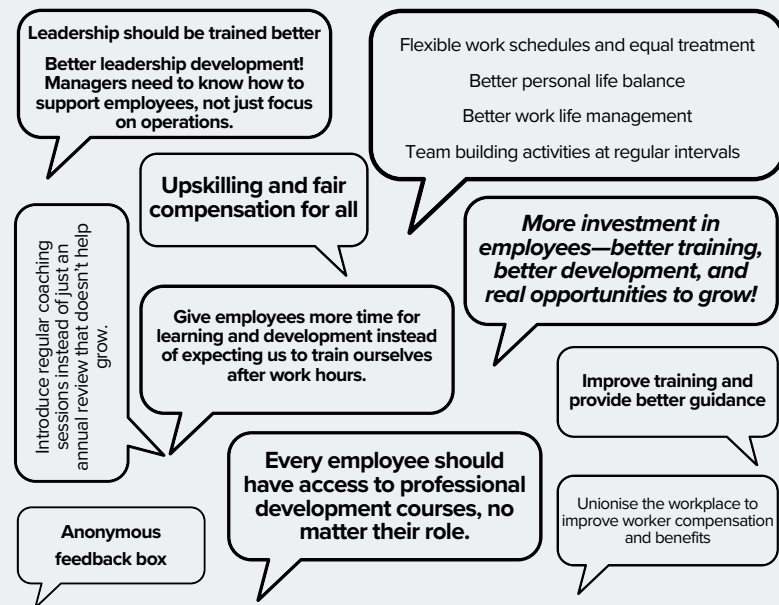 Leadership should be trained better
Better leadership development!
Managers need to know how to
support employees, not just focus
on operations.
Flexible work schedules and equal treatment
Better personal life balance
Better work life management
Team building activities at regular intervals
Upskilling and fair
compensation for all
More investment in
employees—better training,
better development, and
real opportunities to grow!
Introduce regular coaching
sessions instead of just an
annual review that doesn't help
grow.
Give employees more time for
learning and development instead
of expecting us to train ourselves
after work hours.
Improve training and
provide better guidance
Every employee should
have access to professional
development courses, no
matter their role.
Unionise the workplace to
improve worker compensation
and benefits
Anonymous
feedback box